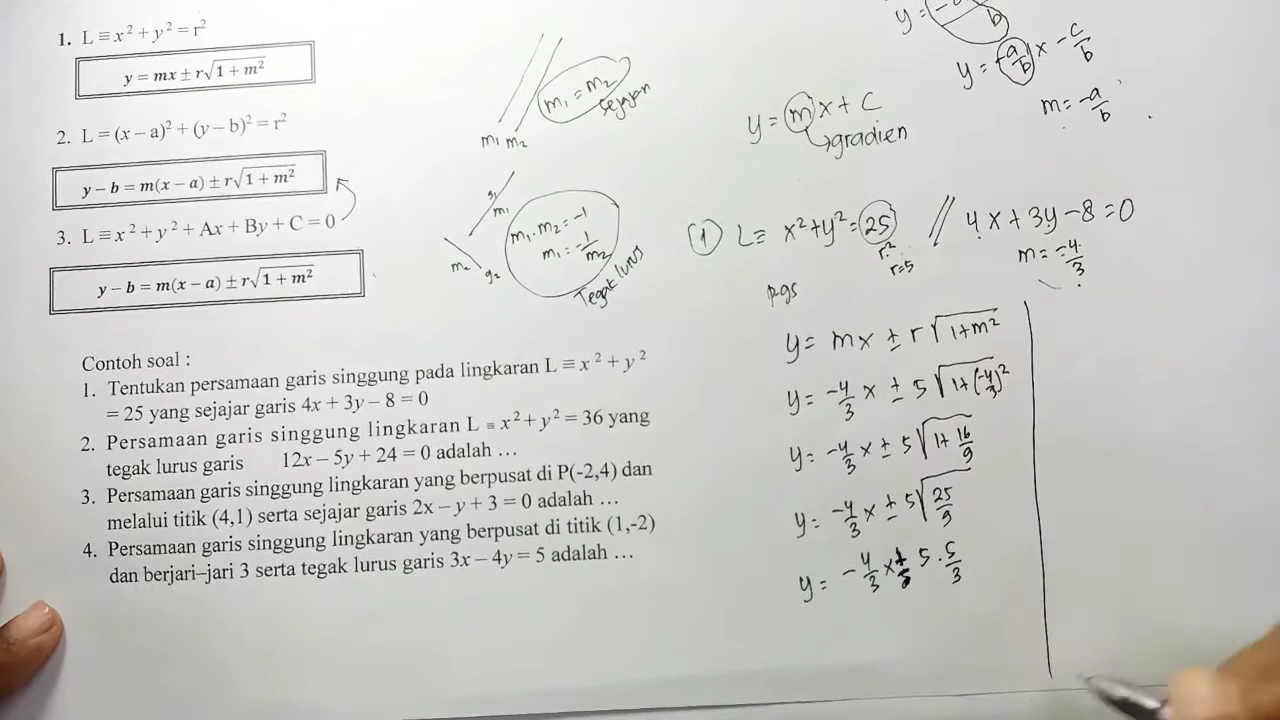 1. L ≡ x² + y² = r²
y = mx ± r√1 + m²
2. L = (x – a)² + (y – b)² = r²
y – b = m(x – a) ± r√1 + m²
3. L ≡ x² + y² + Ax + By + C = 0
y – b = m(x – a) ± r√1 + m²
Contoh soal :
1. Tentukan persamaan garis singgung pada lingkaran L ≡ x² + y²
= 25 yang sejajar garis 4x + 3y – 8 = 0
2. Persamaan garis singgung lingkaran L ≡ x² + y² = 36 yang
tegak lurus garis 12x – 5y + 24 = 0 adalah …
3. Persamaan garis singgung lingkaran yang berpusat di P(-2,4) dan
melalui titik (4,1) serta sejajar garis 2x – y + 3 = 0 adalah …
4. Persamaan garis singgung lingkaran yang berpusat di titik (1,-2)
dan berjari–jari 3 serta tegak lurus garis 3x – 4y = 5 adalah …
m₁ = m₂
sejajar
m₁ m₂
g₁
m₁
m₂
g₂
m₁ . m₂ = -1
m₁ = -1/m₂
Tegak lurus
y =
b
y = -a/b x - c/b
m = -a/b
y = mx + c
gradien
(1) L ≡ x² + y² = 25 // 4x + 3y - 8 = 0
r²
r=5
m = -4/3
pgs
y = mx ± r√1+m²
y = -4/3 x ± 5√1+(-4/3)²
y = -4/3 x ± 5√1+16/9
y = -4/3 x ± 5√25/9
y = -4/3 x ± 5 . 5/3